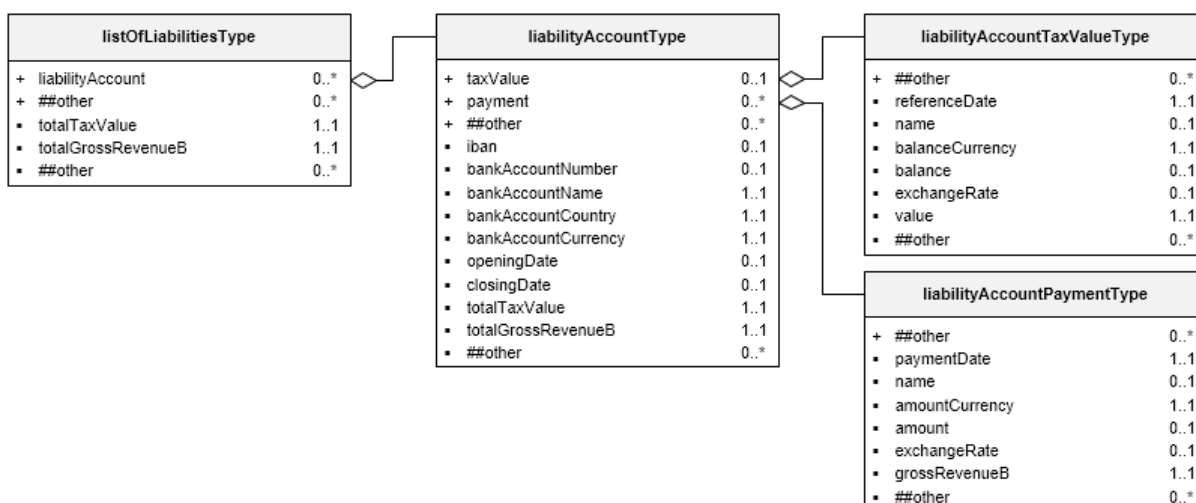 listOfLiabilitiesType
+ liabilityAccount 0..*
+ ##other 0..*
▪ totalTaxValue 1..1
▪ totalGrossRevenueB 1..1
▪ ##other 0..*
liabilityAccountType
+ taxValue 0..1
+ payment 0..*
+ ##other 0..*
▪ iban 0..1
▪ bankAccountNumber 0..1
▪ bankAccountName 1..1
▪ bankAccountCountry 1..1
▪ bankAccountCurrency 1..1
▪ openingDate 0..1
▪ closingDate 0..1
▪ totalTaxValue 1..1
▪ totalGrossRevenueB 1..1
▪ ##other 0..*
liabilityAccountTaxValueType
+ ##other 0..*
▪ referenceDate 1..1
▪ name 0..1
▪ balanceCurrency 1..1
▪ balance 0..1
▪ exchangeRate 0..1
▪ value 1..1
▪ ##other 0..*
liabilityAccountPaymentType
+ ##other 0..*
▪ paymentDate 1..1
▪ name 0..1
▪ amountCurrency 1..1
▪ amount 0..1
▪ exchangeRate 0..1
▪ grossRevenueB 1..1
▪ ##other 0..*